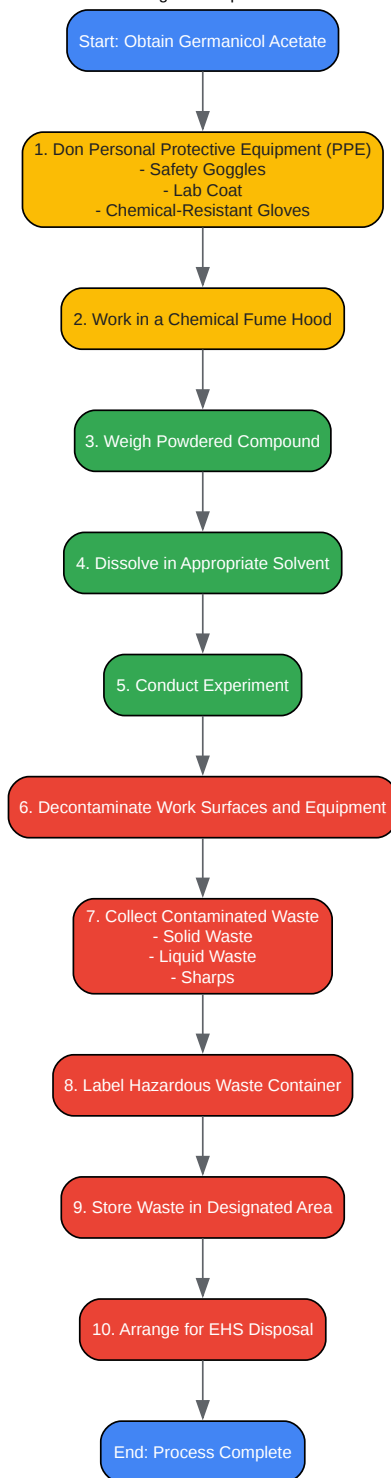 Start: Obtain Germanicol Acetate
1. Don Personal Protective Equipment (PPE)
- Safety Goggles
- Lab Coat
- Chemical-Resistant Gloves
2. Work in a Chemical Fume Hood
3. Weigh Powdered Compound
4. Dissolve in Appropriate Solvent
5. Conduct Experiment
6. Decontaminate Work Surfaces and Equipment
7. Collect Contaminated Waste
- Solid Waste
- Liquid Waste
- Sharps
8. Label Hazardous Waste Container
9. Store Waste in Designated Area
10. Arrange for EHS Disposal
End: Process Complete